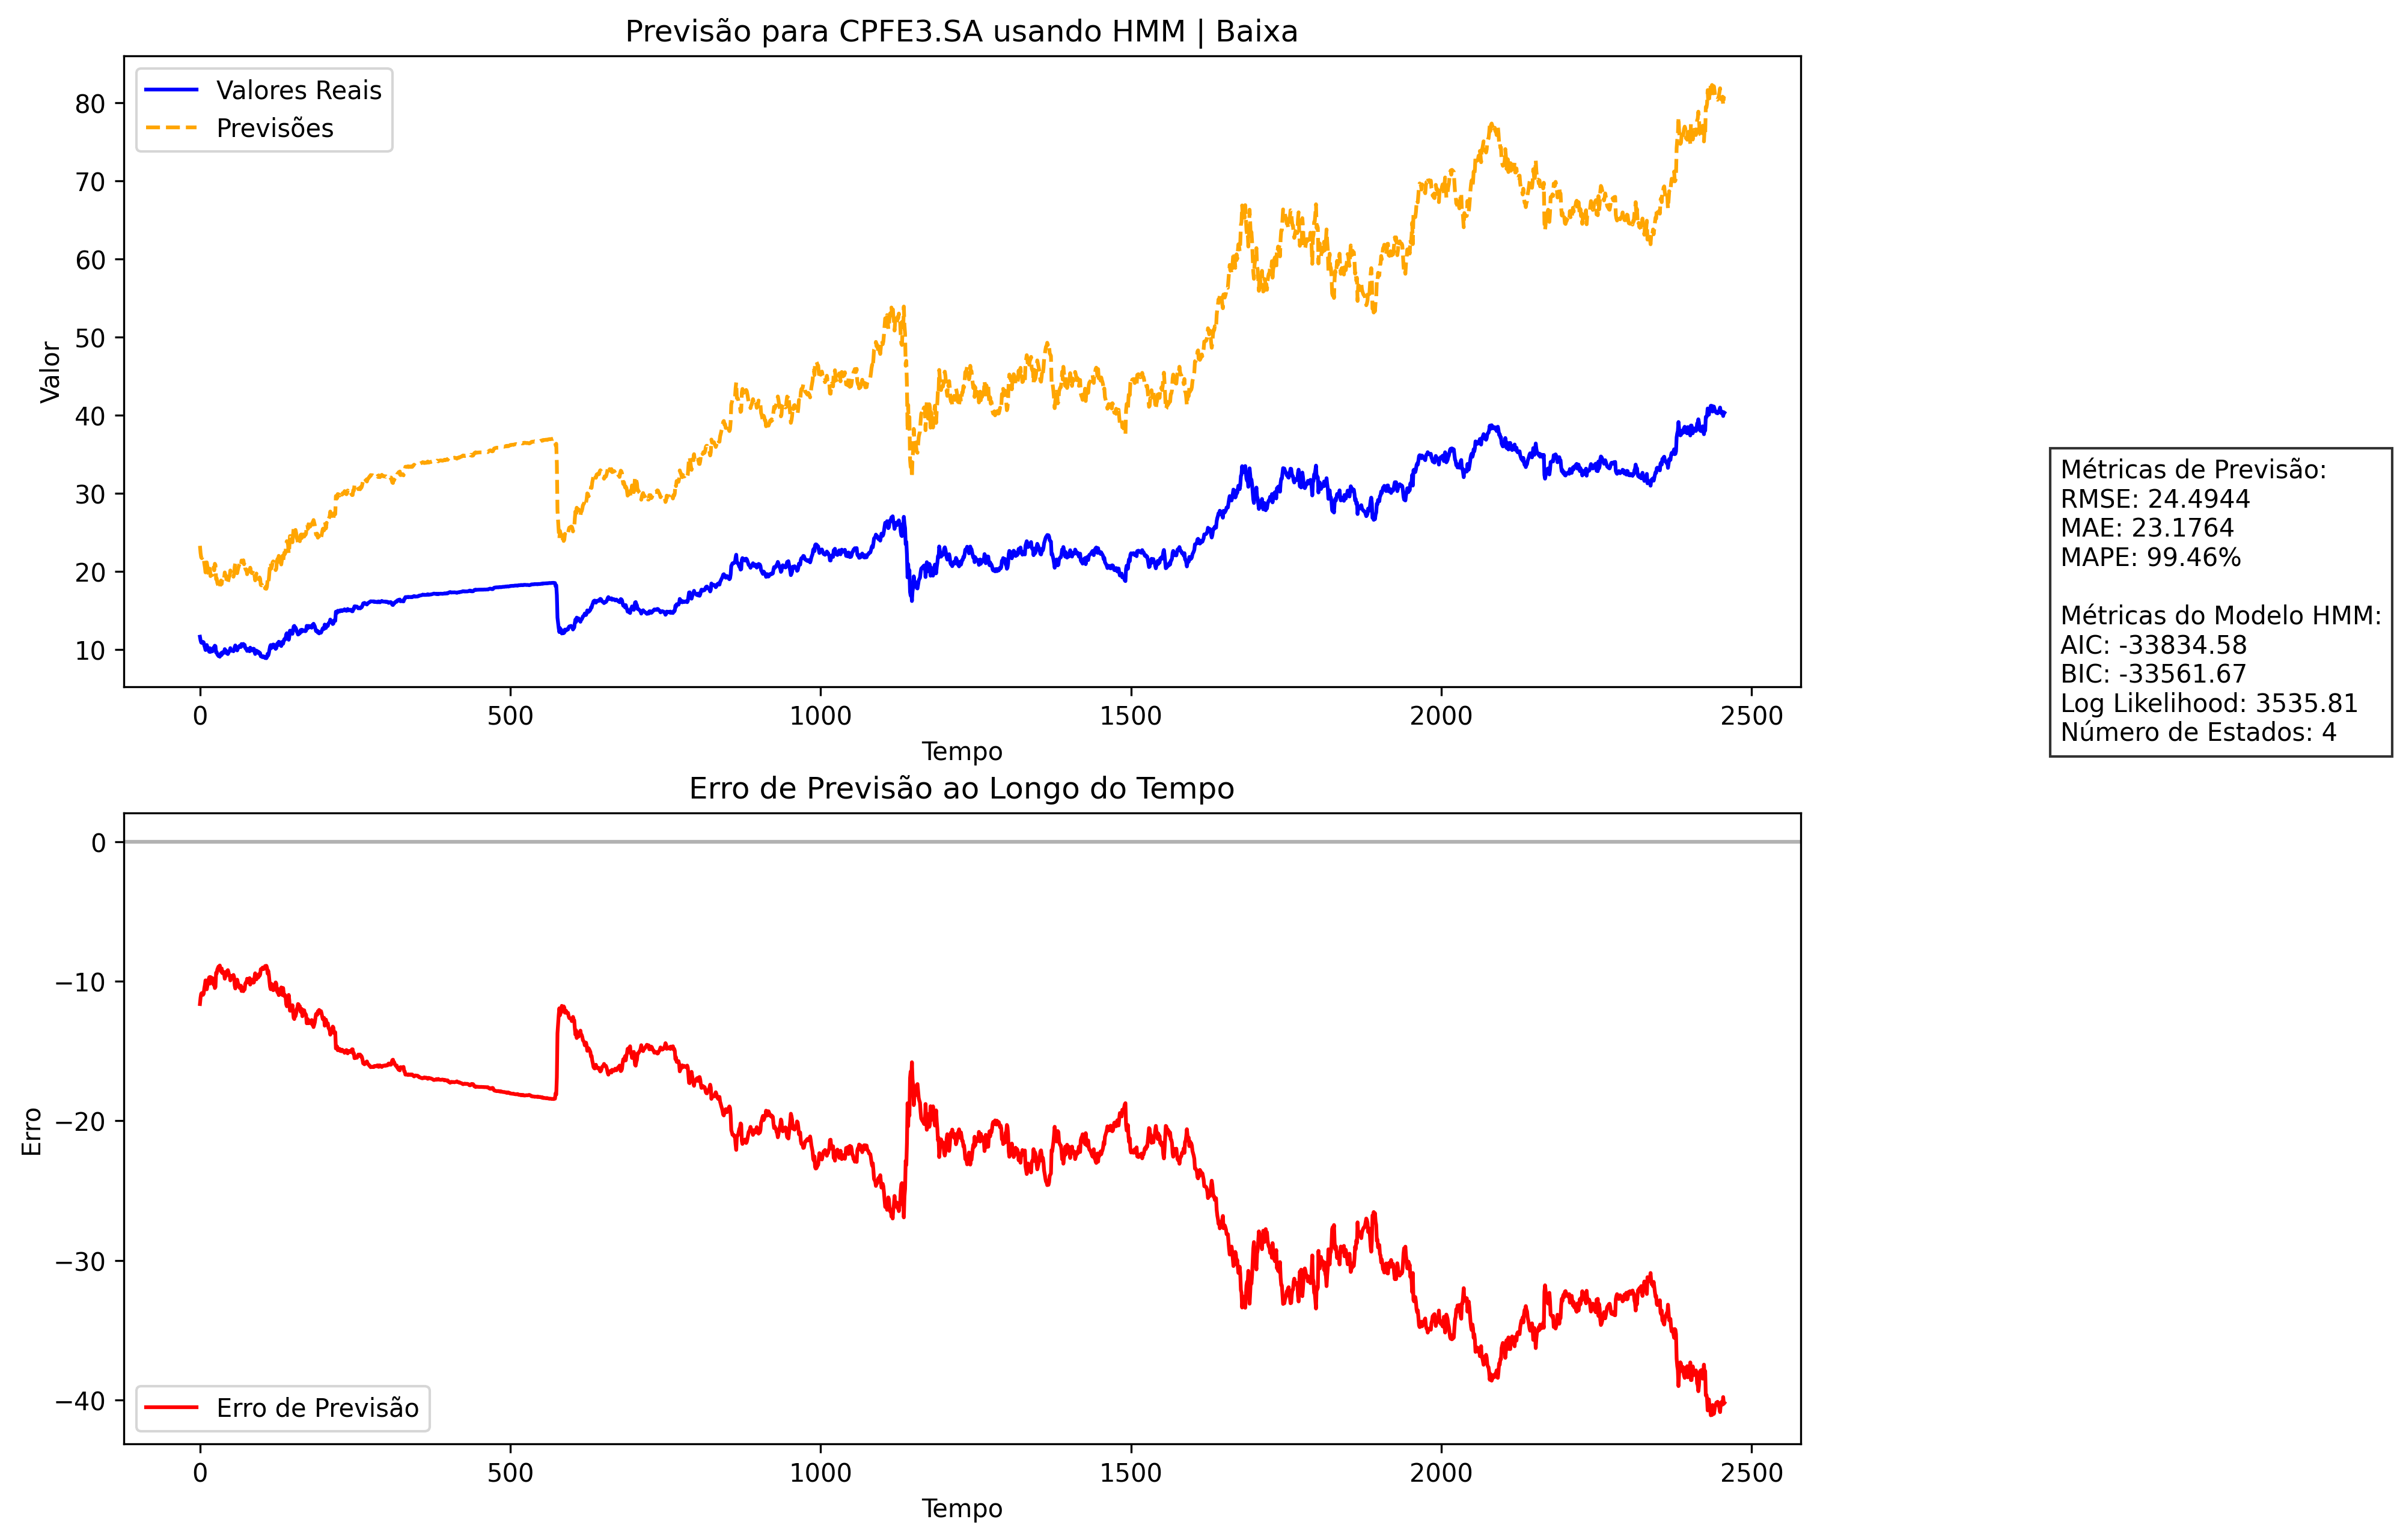 Previsão para CPFE3.SA usando HMM | Baixa
Valores Reais
Previsões
80
70
60
50
40
30
20
10
Valor
0
500
1000
1500
2000
2500
Tempo
Métricas de Previsão:
RMSE: 24.4944
MAE: 23.1764
MAPE: 99.46%
Métricas do Modelo HMM:
AIC: -33834.58
BIC: -33561.67
Log Likelihood: 3535.81
Número de Estados: 4
Erro de Previsão ao Longo do Tempo
0
−10
−20
−30
−40
Erro
Erro de Previsão
0
500
1000
1500
2000
2500
Tempo